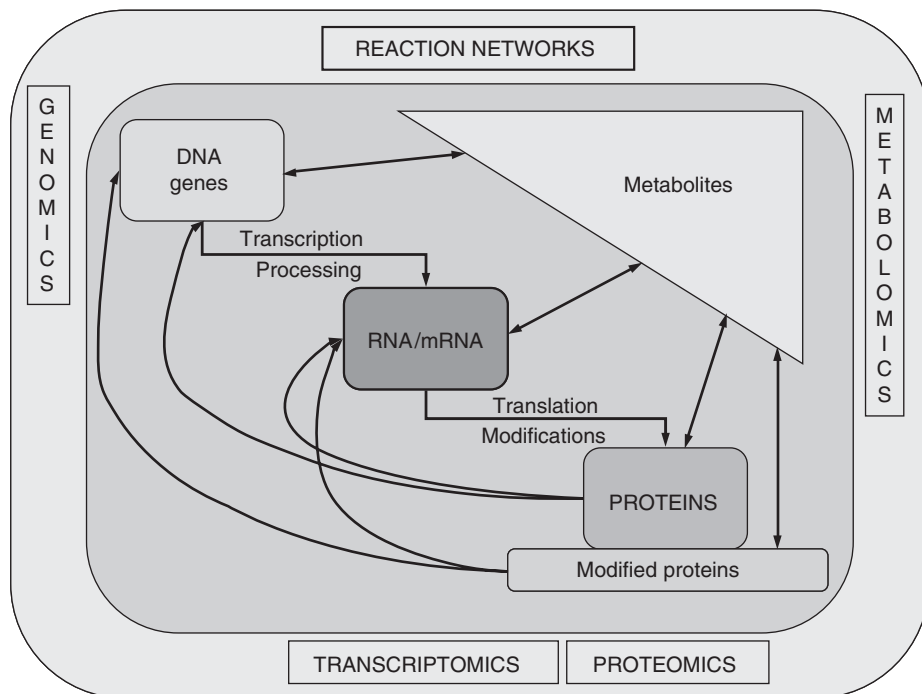 REACTION NETWORKS
GENOMICS
METABOLOMICS
DNA
genes
Metabolites
Transcription
Processing
RNA/mRNA
Translation
Modifications
PROTEINS
Modified proteins
TRANSCRIPTOMICS
PROTEOMICS